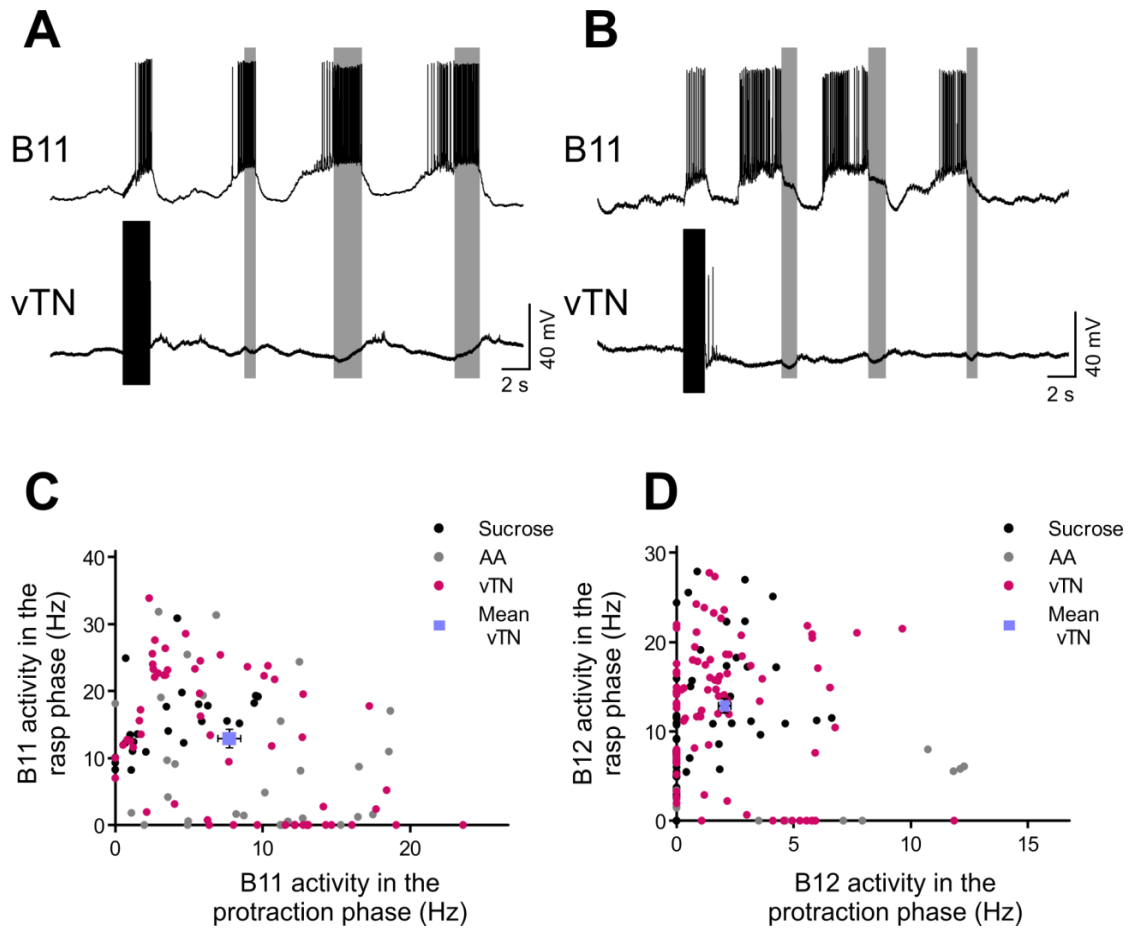 A
B11
vTN
40 mV
2 s
B
B11
vTN
40 mV
2 s
C
Sucrose
AA
vTN
Mean
vTN
B11 activity in the
rasp phase (Hz)
40
30
20
10
0
0 10 20
B11 activity in the
protraction phase (Hz)
D
Sucrose
AA
vTN
Mean
vTN
B12 activity in the
rasp phase (Hz)
30
20
10
0
0 5 10 15
B12 activity in the
protraction phase (Hz)